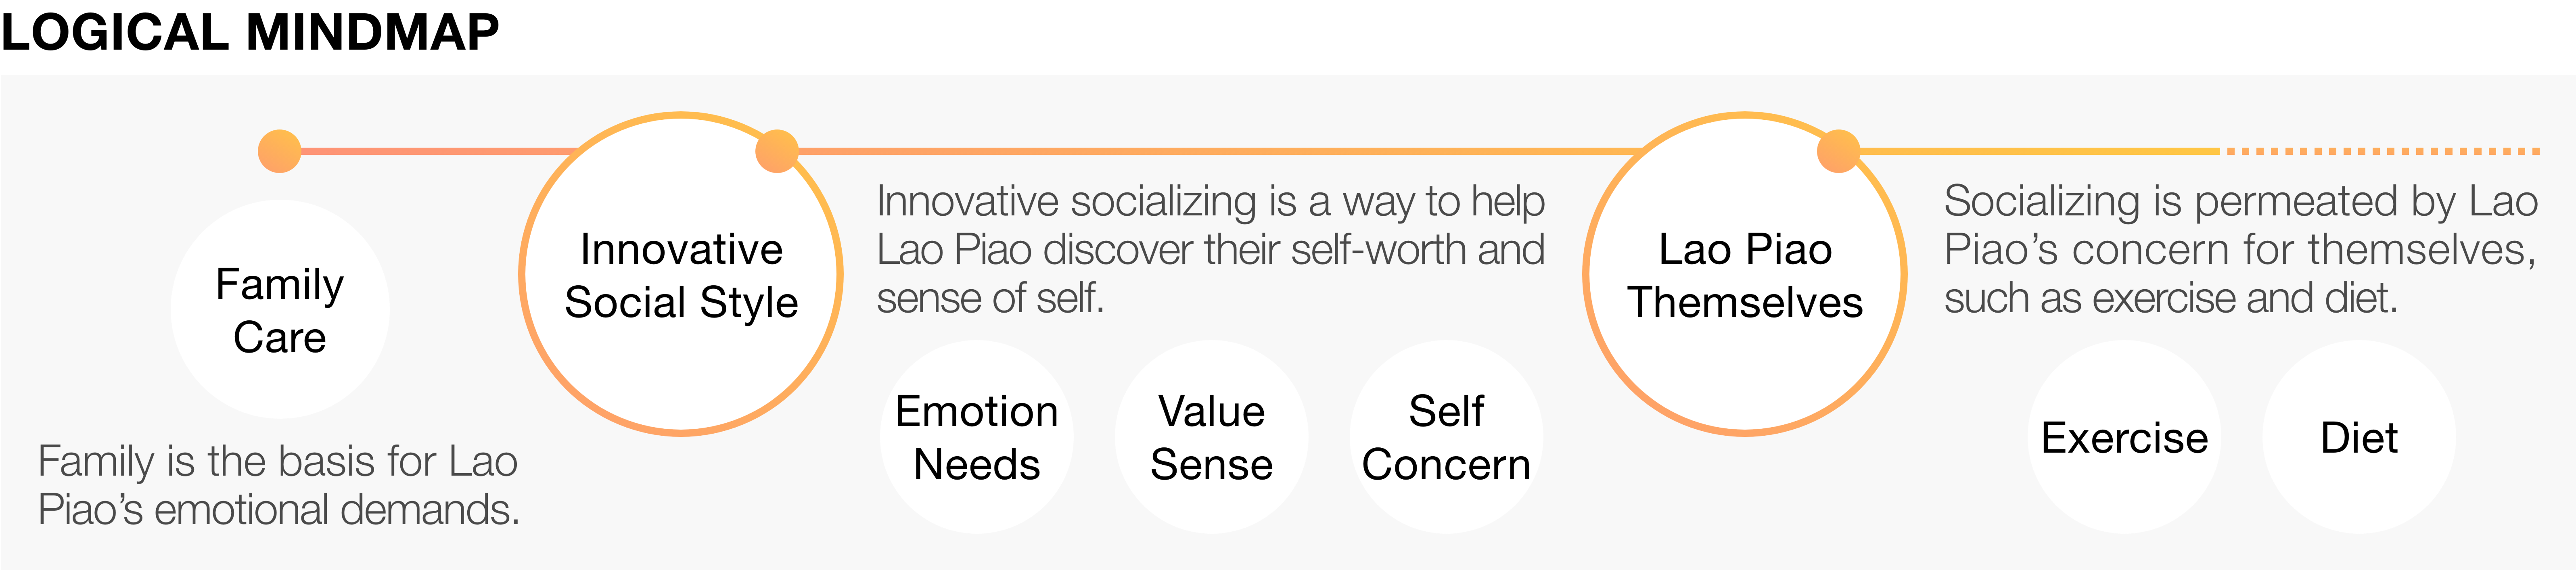 LOGICAL MINDMAP
Family
Care
Family is the basis for Lao
Piao’s emotional demands.
Innovative
Social Style
Innovative socializing is a way to help
Lao Piao discover their self-worth and
sense of self.
Emotion
Needs
Value
Sense
Self
Concern
Lao Piao
Themselves
Socializing is permeated by Lao
Piao’s concern for themselves,
such as exercise and diet.
Exercise
Diet